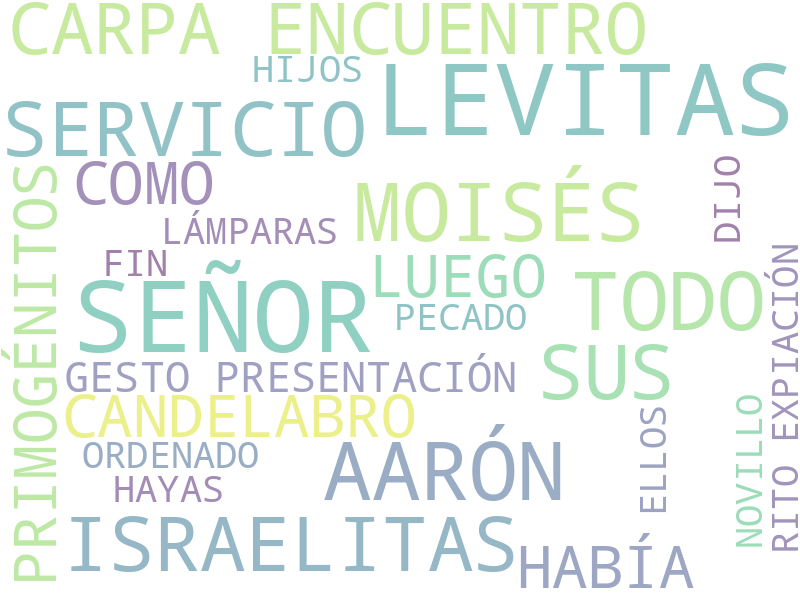 CARPA ENCUENTRO
HIJOS
LEVITAS
SERVICIO
COMO
MOISÉS
DIJO
PRIMOGÉNITOS
LÁMPARAS
FIN
LUEGO
SEÑOR
TODO
PECADO
RITO EXPIACIÓN
GESTO PRESENTACIÓN
SUS
CANDELABRO
ELLOS
NOVILLO
ORDENADO
AARÓN
HAYAS
ISRAELITAS
HABÍA